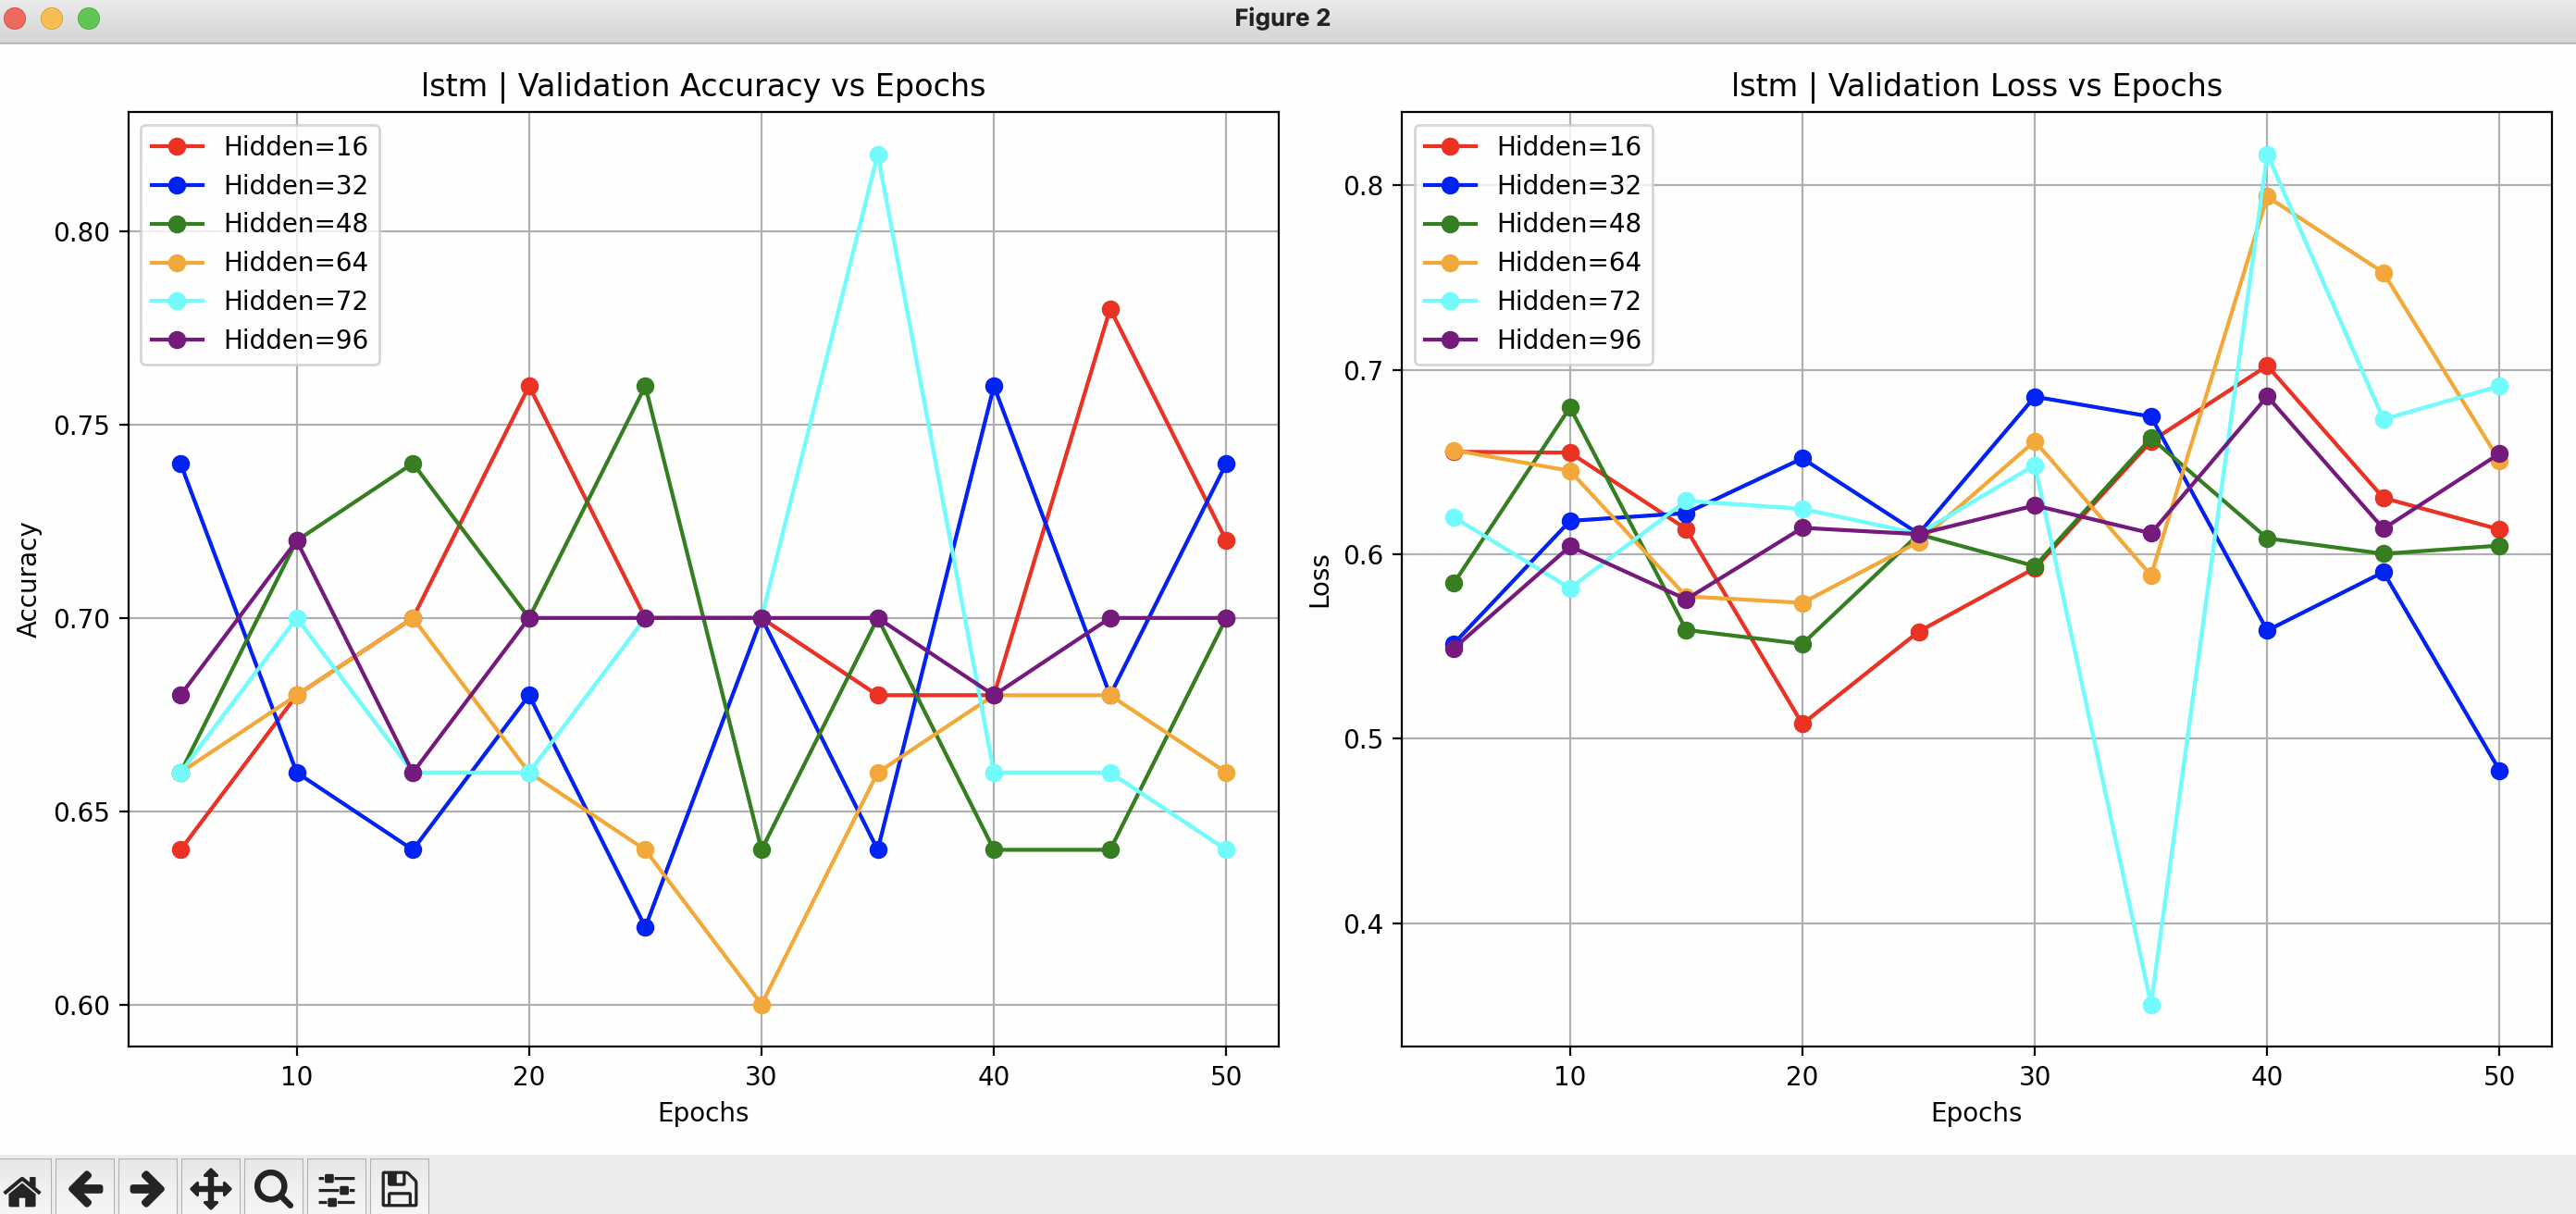 Figure 2
lstm | Validation Accuracy vs Epochs
Hidden=16
Hidden=32
Hidden=48
Hidden=64
Hidden=72
Hidden=96
Accuracy
0.80
0.75
0.70
0.65
0.60
10 20 30 40 50
Epochs
lstm | Validation Loss vs Epochs
Hidden=16
Hidden=32
Hidden=48
Hidden=64
Hidden=72
Hidden=96
Loss
0.8
0.7
0.6
0.5
0.4
10 20 30 40 50
Epochs